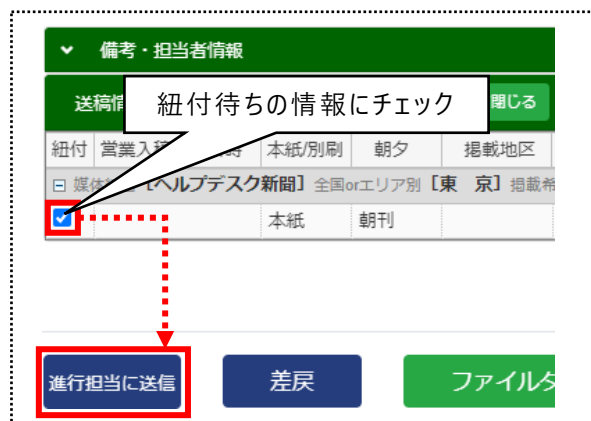 備考・担当者情報
送稿情
紐付待ちの情報にチェック
閉じる
紐付 営業入稿 本紙/別刷 朝夕 掲載地区
媒体 【ヘルプデスク新聞】 全国orエリア別 【東　京】 掲載希
本紙 朝刊
進行担当に送信
差戻
ファイルダ